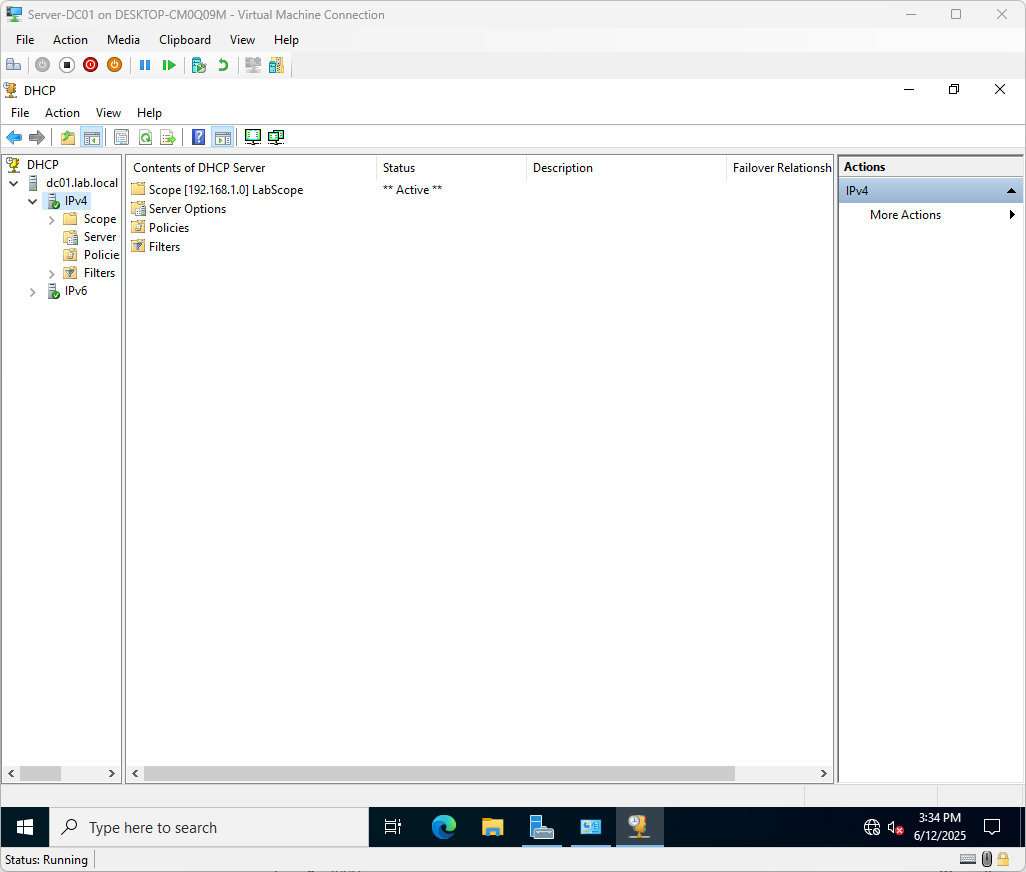 Server-DC01 on DESKTOP-CM0Q09M - Virtual Machine Connection
File Action Media Clipboard View Help
DHCP
File Action View Help
DHCP
dc01.lab.local
IPv4
Scope
Server
Policie
Filters
IPv6
Contents of DHCP Server Status Description Failover Relationsh
Scope [192.168.1.0] LabScope ** Active **
Server Options
Policies
Filters
Actions
IPv4
More Actions
Type here to search
3:34 PM
6/12/2025
Status: Running